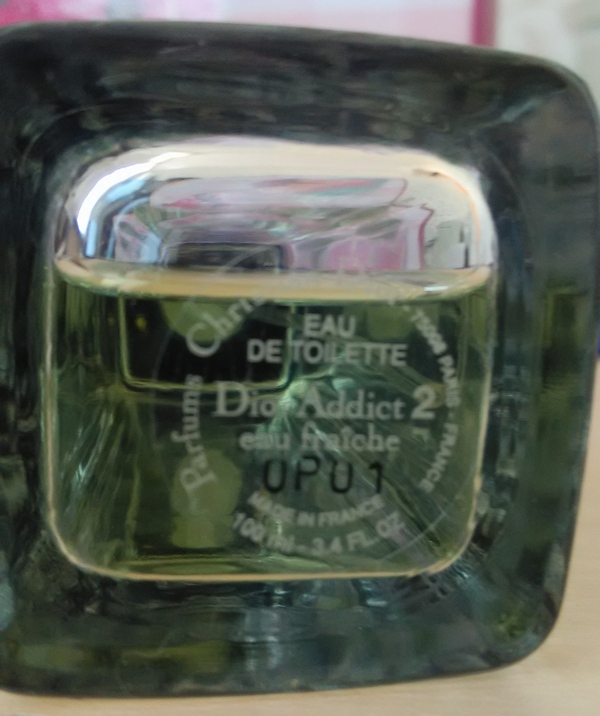 Parfums Christ
75008 PARIS - FRANCE
EAU
DE TOILETTE
Dior Addict 2
eau fraîche
0P01
MADE IN FRANCE
100 ml - 3.4 FL.OZ